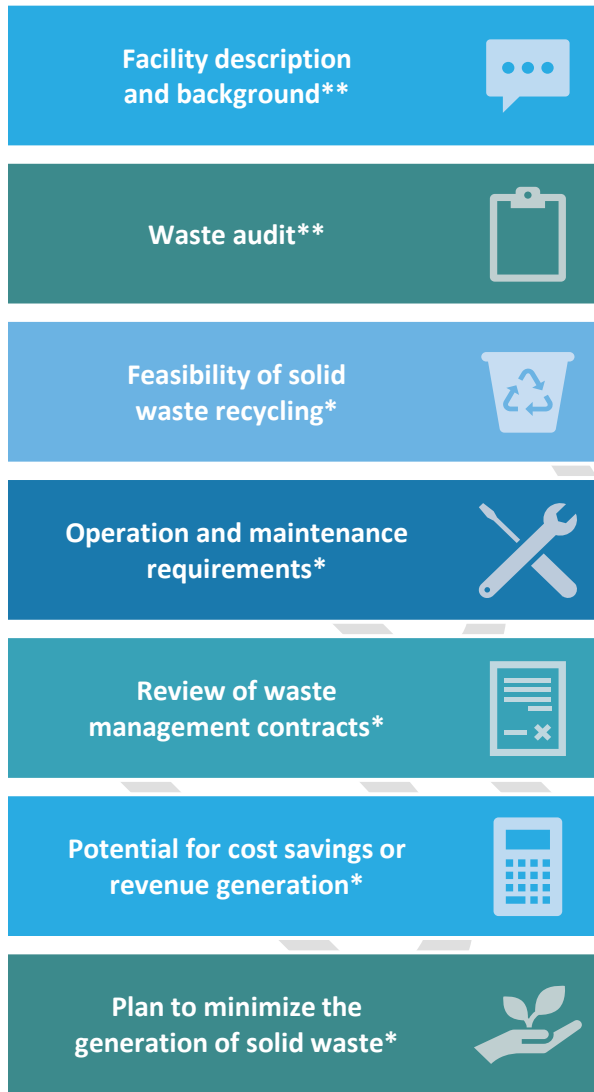 Facility description
and background**
Waste audit**
Feasibility of solid
waste recycling*
Operation and maintenance
requirements*
Review of waste
management contracts*
Potential for cost savings or
revenue generation*
Plan to minimize the
generation of solid waste*